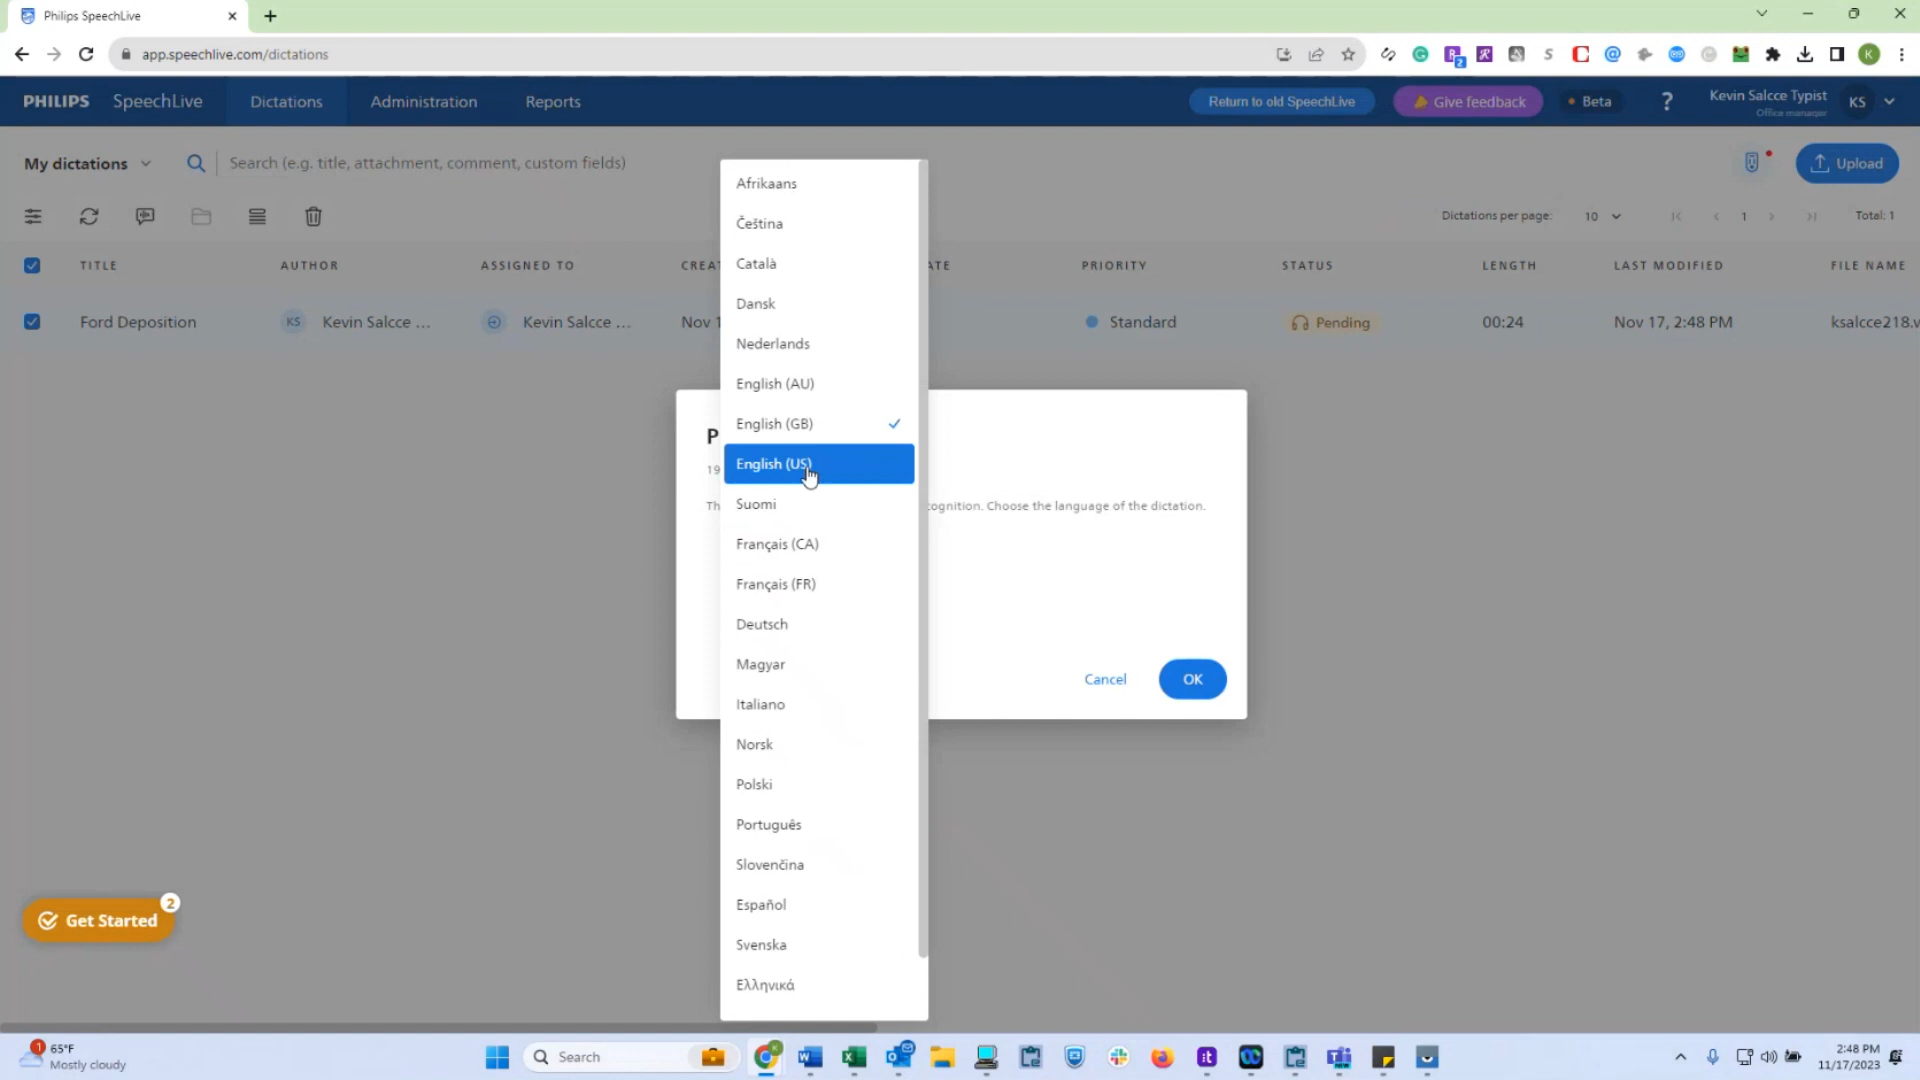 Philips SpeechLive
app.speechlive.com/dictations
PHILIPS SpeechLive Dictations Administration Reports Return to old SpeechLive Give feedback Beta ? Kevin Salcce Typist KS
Office manager
My dictations Search (e.g. title, attachment, comment, custom fields) Upload
Dictations per page: 10 1 Total: 1
TITLE AUTHOR ASSIGNED TO PRIORITY STATUS LENGTH LAST MODIFIED FILE NAME
Ford Deposition KS Kevin Salcce ... Kevin Salcce ... Nov 1 Standard Pending 00:24 Nov 17, 2:48 PM ksalcce218.v
Afrikaans
Čeština
Català
Dansk
Nederlands
English (AU)
English (GB)
English (US)
Suomi
Français (CA)
Français (FR)
Deutsch
Magyar
Italiano
Norsk
Polski
Português
Slovenčina
Español
Svenska
Ελληνικά
P
19
Th cognition. Choose the language of the dictation.
Cancel OK
Get Started 2
1 65°F
Mostly cloudy
Search
2:48 PM
11/17/2023